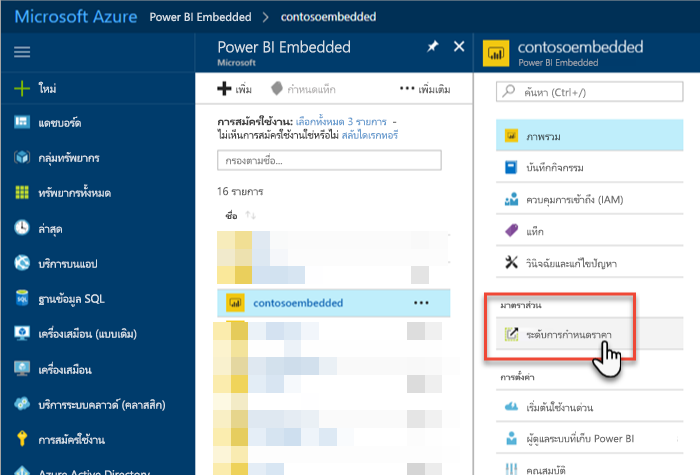 Microsoft Azure Power BI Embedded > contosoembedded
ใหม่
แดชบอร์ด
กลุ่มทรัพยากร
ทรัพยากรทั้งหมด
ล่าสุด
บริการบนแอป
ฐานข้อมูล SQL
เครื่องเสมือน (แบบเดิม)
เครื่องเสมือน
บริการระบบคลาวด์ (คลาสสิก)
การสมัครใช้งาน
Azure Active Directory
Power BI Embedded
Microsoft
เพิ่ม กำหนดแท็ก ••• เพิ่มเติม
การสมัครใช้งาน: เลือกทั้งหมด 3 รายการ -
ไม่เห็นการสมัครใช้งานใช่หรือไม่ สลับไดเรกทอรี
กรองตามชื่อ...
16 รายการ
ชื่อ
contosoembedded •••
contosoembedded
Power BI Embedded
ค้นหา (Ctrl+/)
ภาพรวม
บันทึกกิจกรรม
ควบคุมการเข้าถึง (IAM)
แท็ก
วินิจฉัยและแก้ไขปัญหา
มาตราส่วน
ระดับการกำหนดราคา
การตั้งค่า
เริ่มต้นใช้งานด่วน
ผู้ดูแลระบบที่เก็บ Power BI
คุณสมบัติ